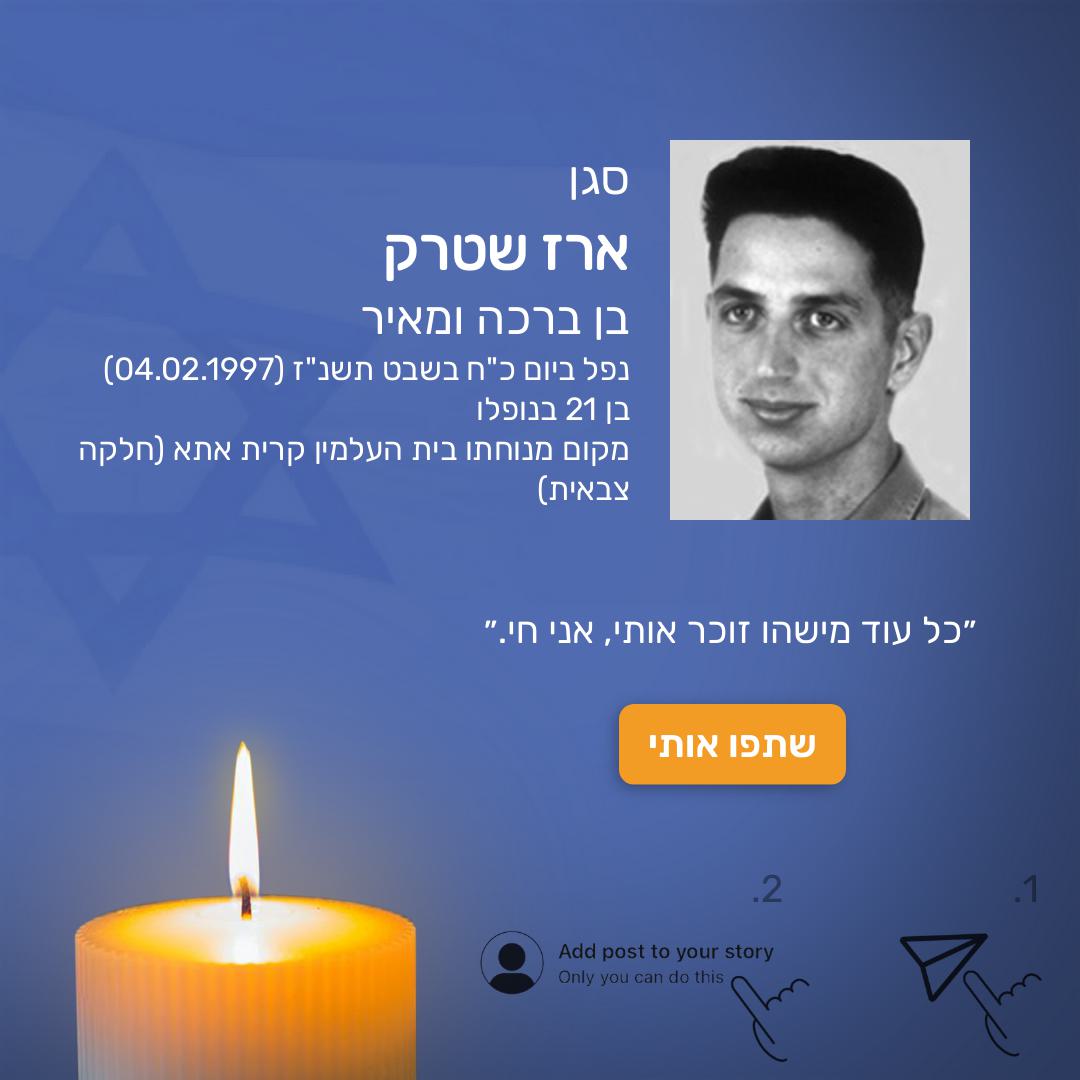 סגן
ארז שטרק
בן ברכה ומאיר
נפל ביום כ"ח בשבט תשנ"ז (04.02.1997)
בן 21 בנופלו
מקום מנוחתו בית העלמין קרית אתא (חלקה
צבאית)
״כל עוד מישהו זוכר אותי, אני חי.״
שתפו אותי
1.
2.
Add post to your story
Only you can do this